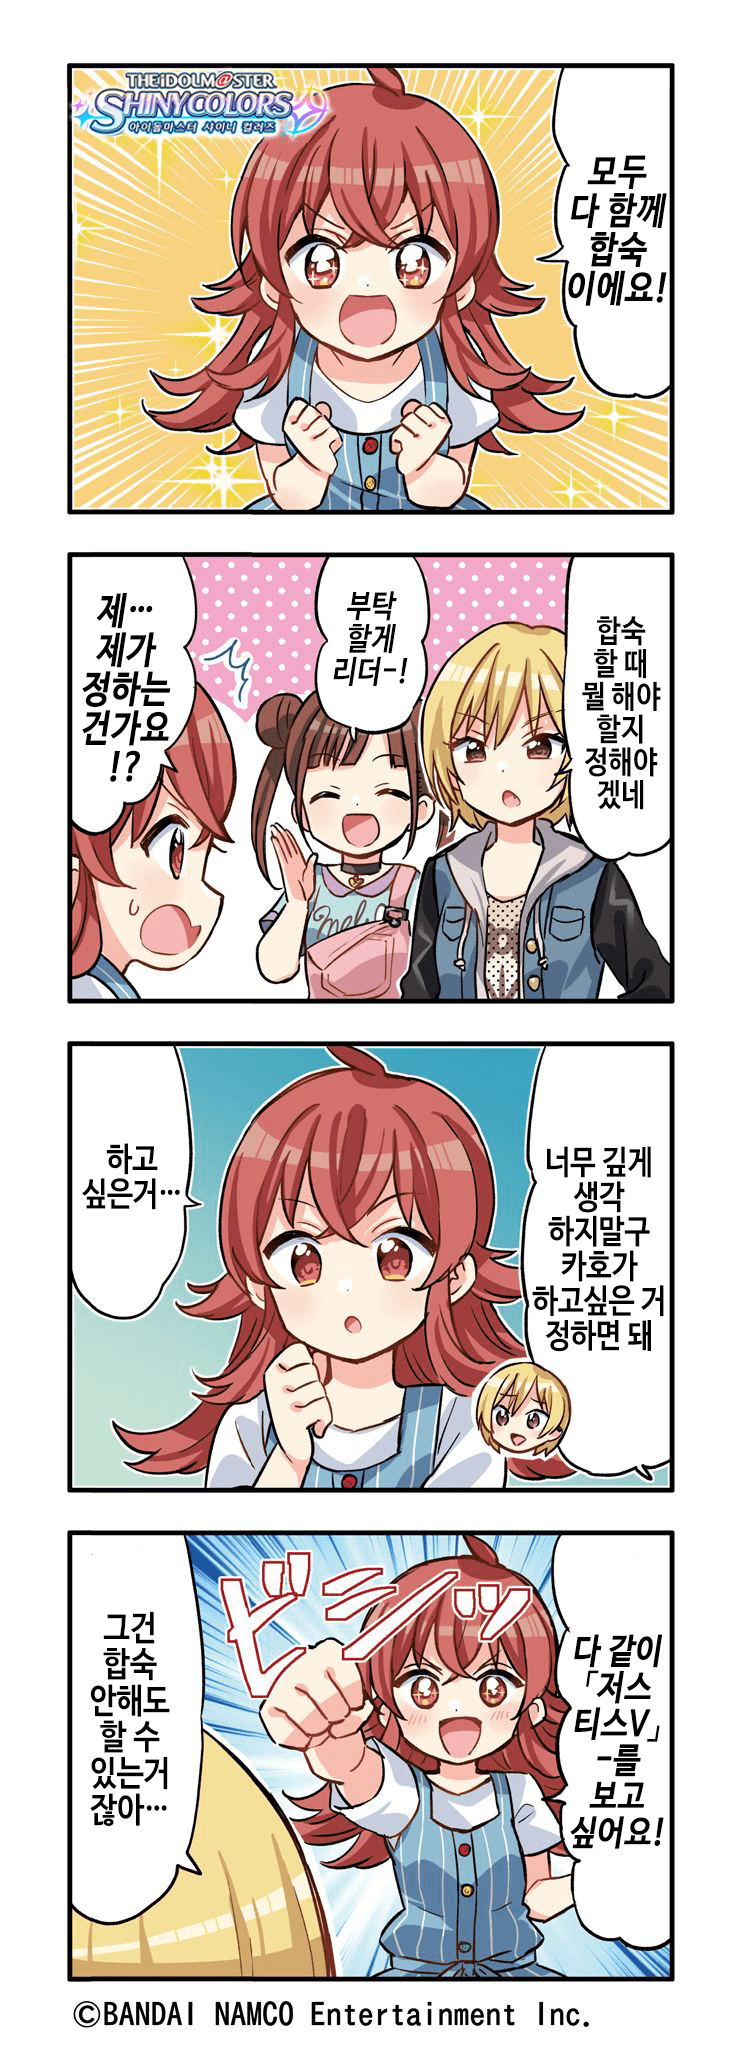 THE iDOLM@STER
SHINYCOLORS
아이돌마스터 샤이니 컬러즈
모두
다 함께
합숙
이에요!
합숙
할 때
뭘 해야
할지
정해야
겠네
부탁
할게
리더-!
제…
제가
정하는
건가요
!?
너무 깊게
생각
하지말구
카호가
하고싶은 거
정하면 돼
하고
싶은거…
다 같이
「저스
티스V」
-를
보고
싶어요!
ビシッ
그건
합숙
안해도
할 수
있는거
잖아…
©BANDAI NAMCO Entertainment Inc.